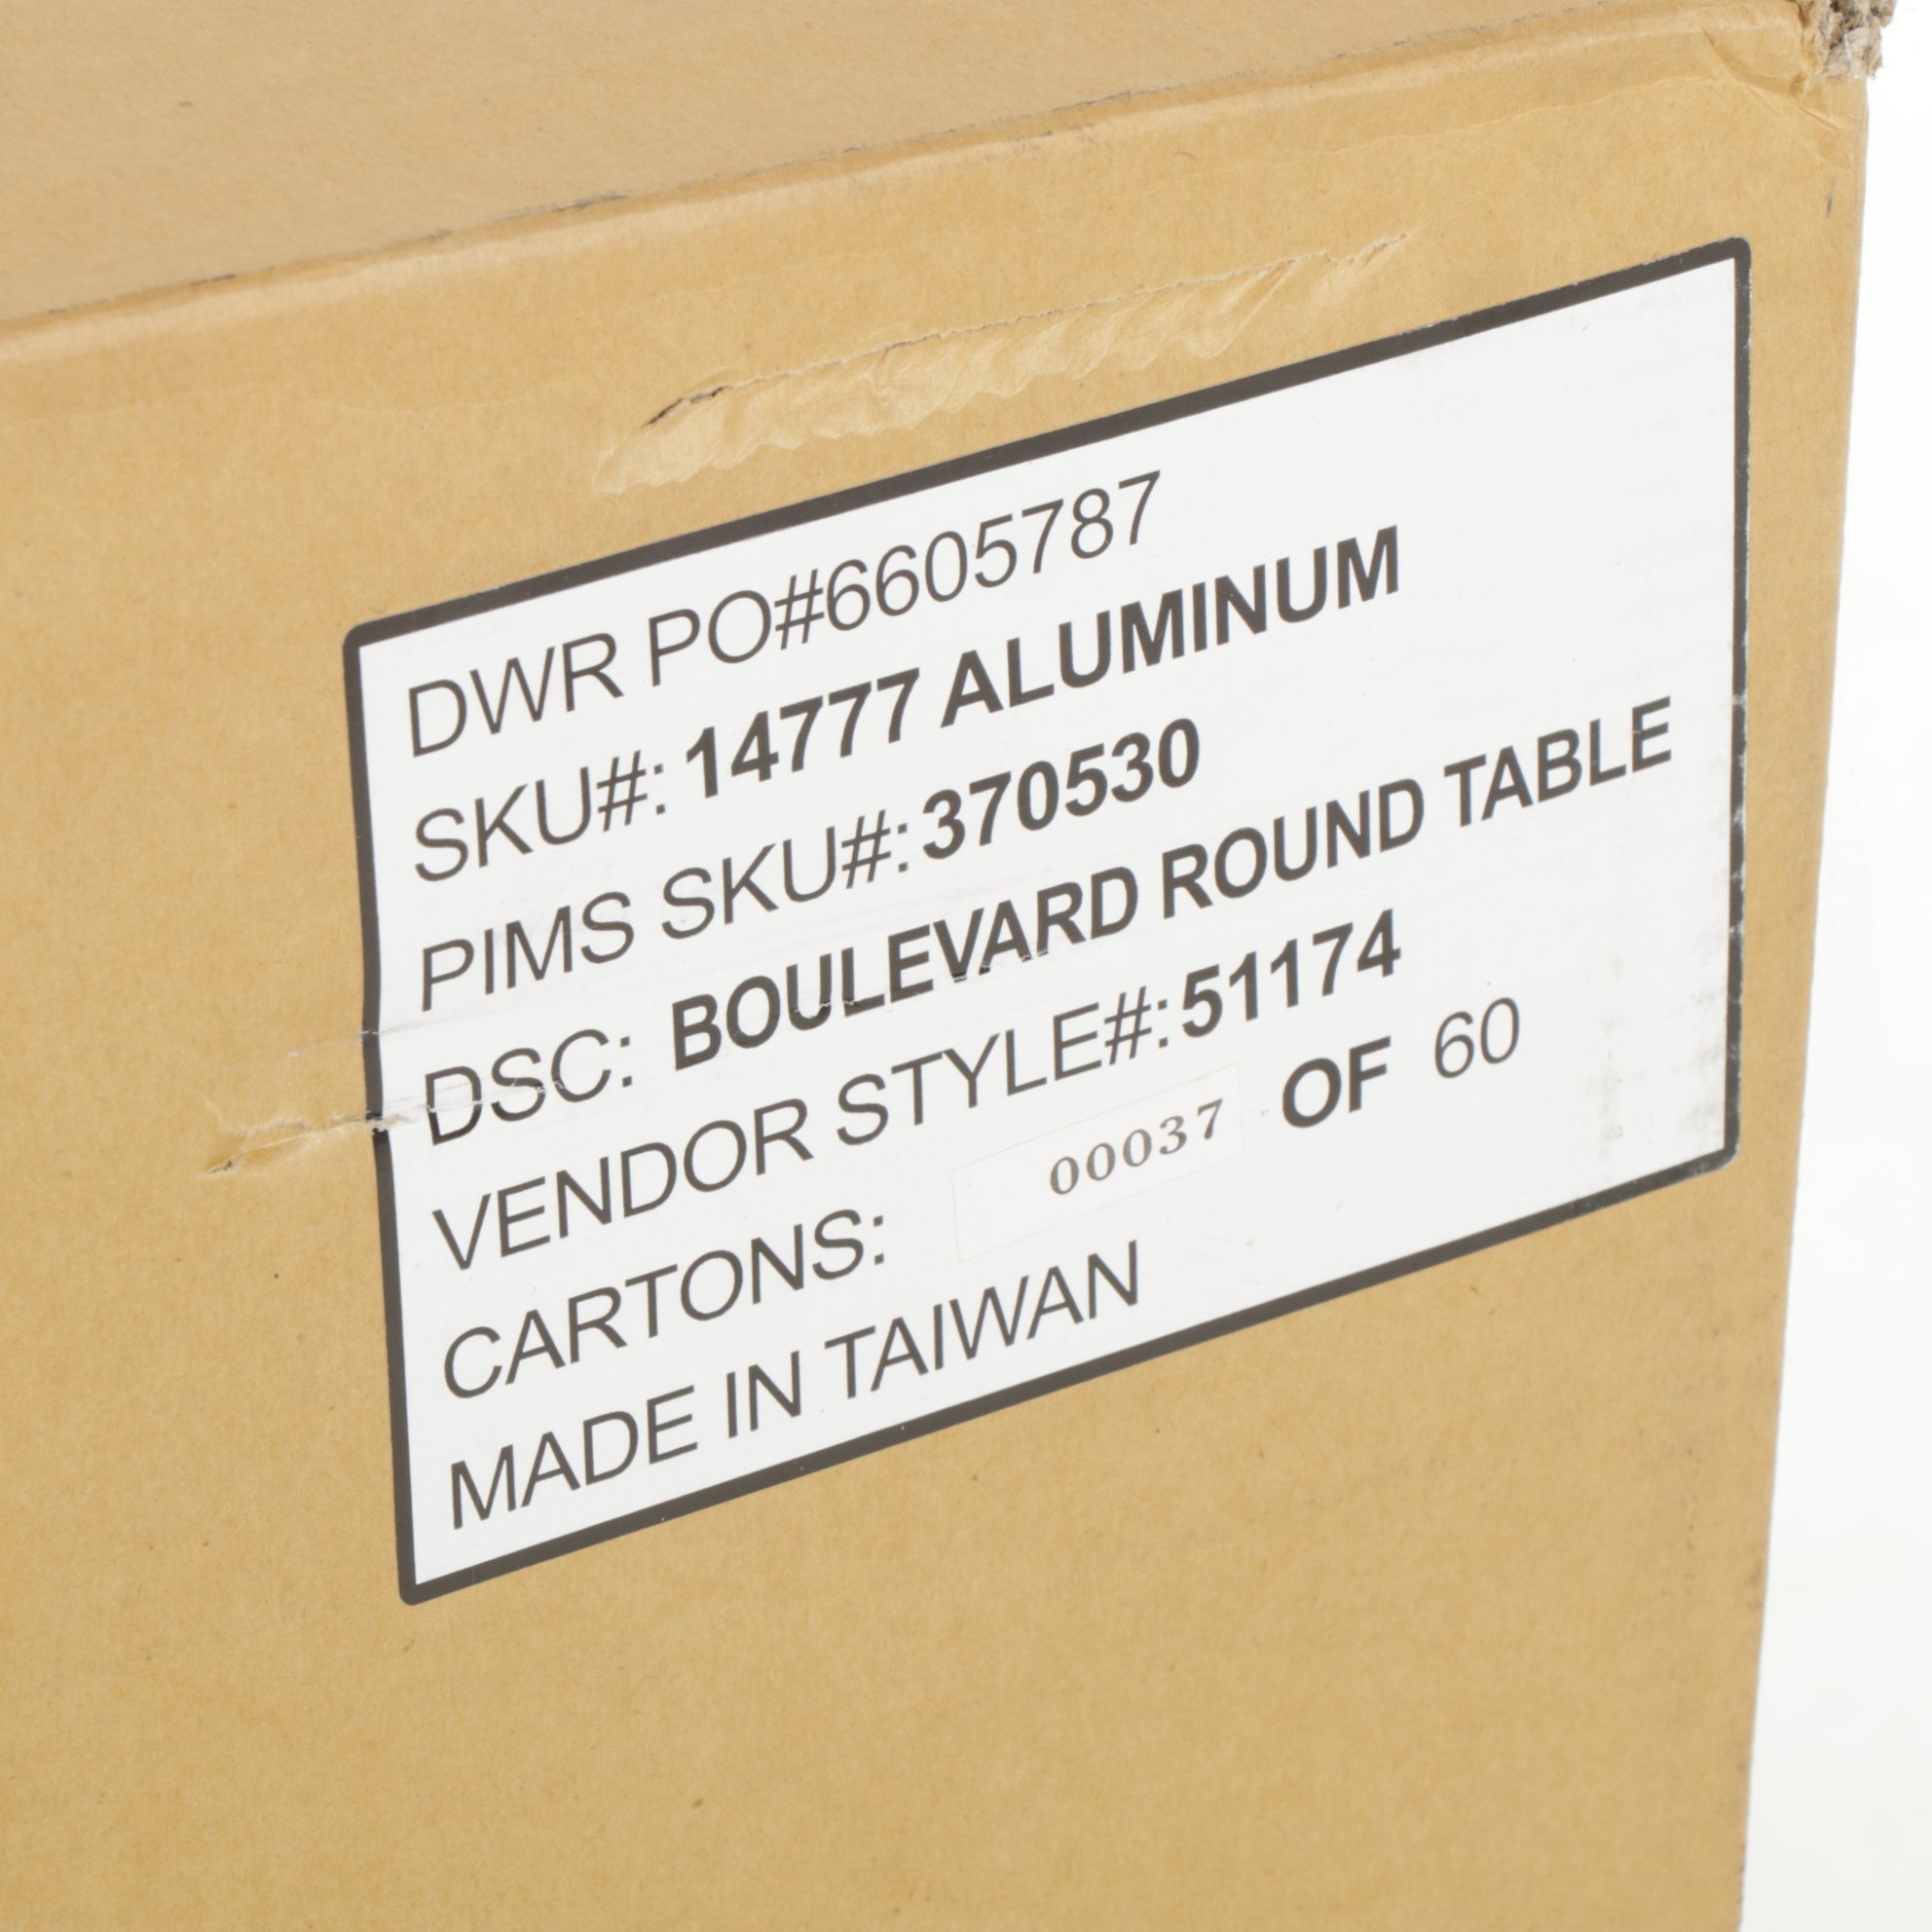 DWR PO#6605787
SKU#: 14777 ALUMINUM
PIMS SKU#: 370530
DSC: BOULEVARD ROUND TABLE
VENDOR STYLE#: 51174
CARTONS: 00037 OF 60
MADE IN TAIWAN